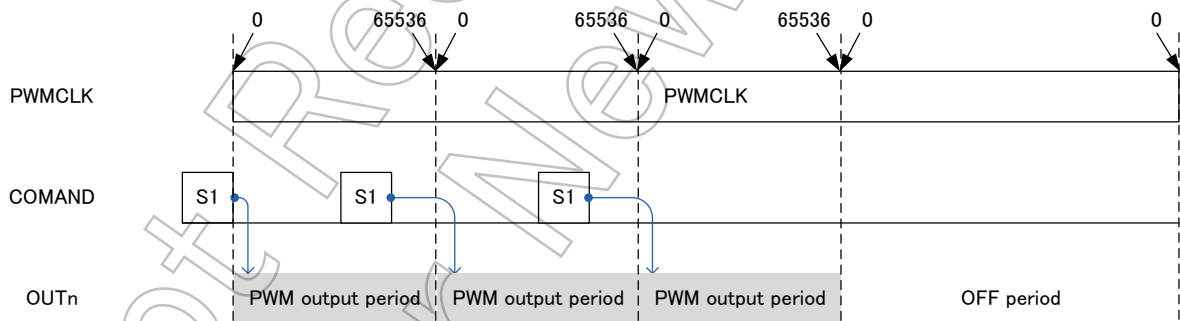 0 65536 0 65536 0 65536 0 0
PWMCLK PWMCLK
COMAND S1 S1 S1
OUTn PWM output period PWM output period PWM output period OFF period